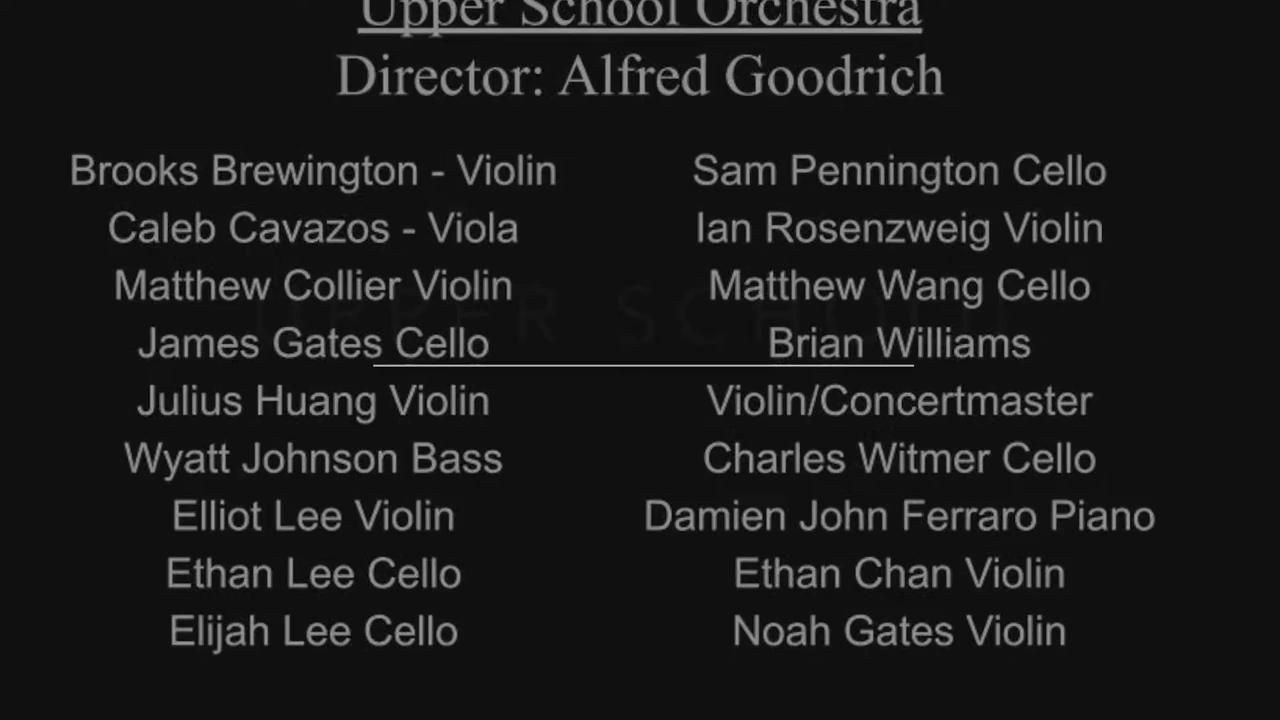 Upper School Orchestra
Director: Alfred Goodrich
Brooks Brewington - Violin
Caleb Cavazos - Viola
Matthew Collier Violin
James Gates Cello
Julius Huang Violin
Wyatt Johnson Bass
Elliot Lee Violin
Ethan Lee Cello
Elijah Lee Cello
Sam Pennington Cello
Ian Rosenzweig Violin
Matthew Wang Cello
Brian Williams
Violin/Concertmaster
Charles Witmer Cello
Damien John Ferraro Piano
Ethan Chan Violin
Noah Gates Violin
UPPER SCHOOL